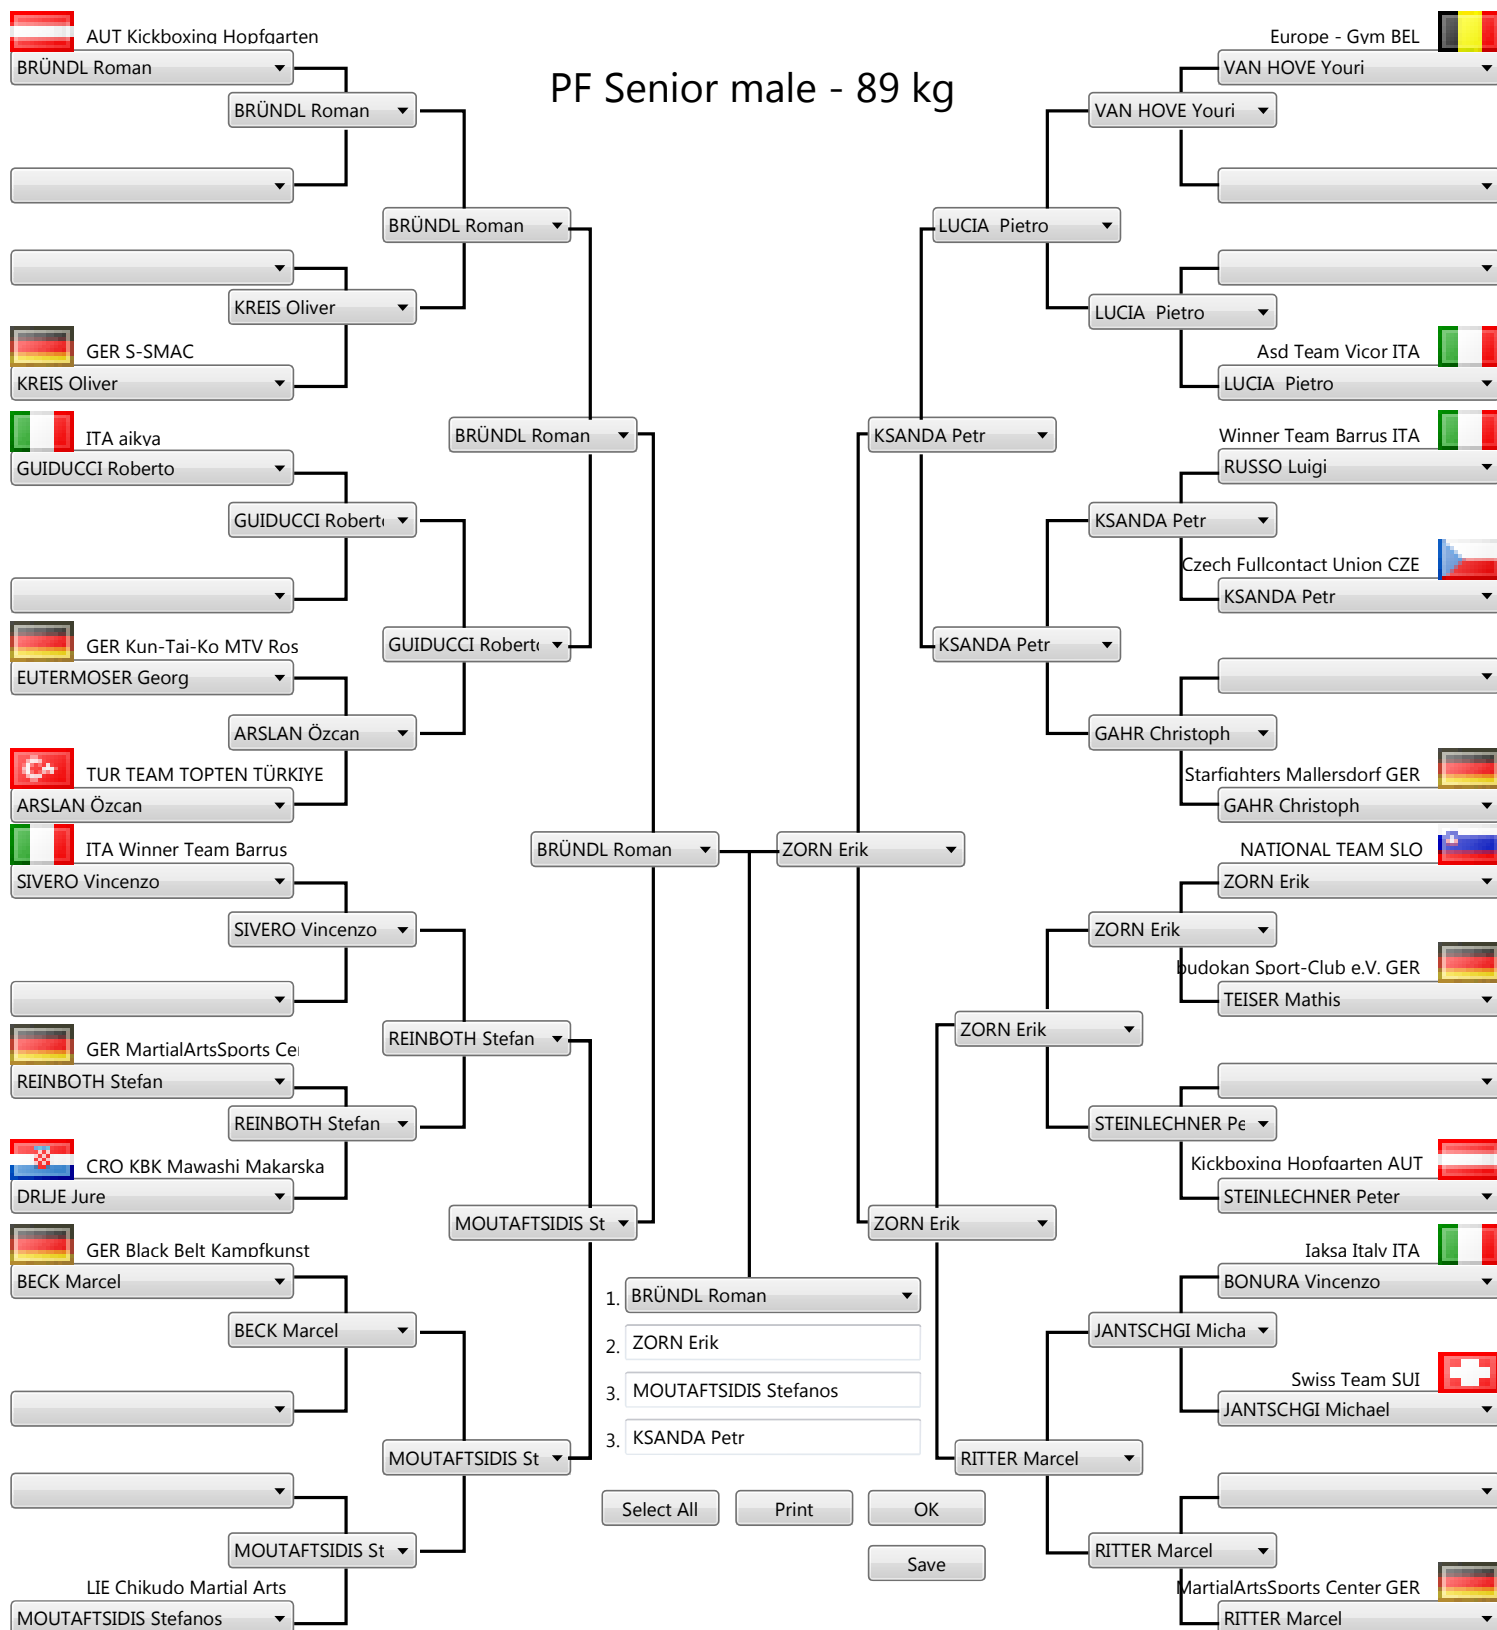 PF Senior male - 89 kg
AUT Kickboxing Hopfgarten
BRÜNDL Roman
BRÜNDL Roman
BRÜNDL Roman
KREIS Oliver
GER S-SMAC
KREIS Oliver
ITA aikya
GUIDUCCI Roberto
BRÜNDL Roman
GUIDUCCI Robert
GER Kun-Tai-Ko MTV Ros
GUIDUCCI Robert
EUTERMOSER Georg
ARSLAN Özcan
TUR TEAM TOPTEN TÜRKIYE
ARSLAN Özcan
ITA Winner Team Barrus
BRÜNDL Roman
SIVERO Vincenzo
SIVERO Vincenzo
GER MartialArtsSports Ce
REINBOTH Stefan
REINBOTH Stefan
REINBOTH Stefan
CRO KBK Mawashi Makarska
DRLJE Jure
MOUTAFTSIDIS St
GER Black Belt Kampfkunst
BECK Marcel
BECK Marcel
MOUTAFTSIDIS St
MOUTAFTSIDIS St
LIE Chikudo Martial Arts
MOUTAFTSIDIS Stefanos
Europe - Gym BEL
VAN HOVE Youri
VAN HOVE Youri
LUCIA Pietro
LUCIA Pietro
Asd Team Vicor ITA
LUCIA Pietro
KSANDA Petr
Winner Team Barrus ITA
RUSSO Luigi
KSANDA Petr
Czech Fullcontact Union CZE
KSANDA Petr
KSANDA Petr
GAHR Christoph
Starfighters Mallersdorf GER
GAHR Christoph
ZORN Erik
NATIONAL TEAM SLO
ZORN Erik
ZORN Erik
budokan Sport-Club e.V. GER
TEISER Mathis
ZORN Erik
STEINLECHNER Pe
Kickboxing Hopfgarten AUT
STEINLECHNER Peter
ZORN Erik
Iaksa Italy ITA
BONURA Vincenzo
JANTSCHGI Micha
Swiss Team SUI
JANTSCHGI Michael
RITTER Marcel
RITTER Marcel
MartialArtsSports Center GER
RITTER Marcel
1. BRÜNDL Roman
2. ZORN Erik
3. MOUTAFTSIDIS Stefanos
3. KSANDA Petr
Select All Print OK
Save